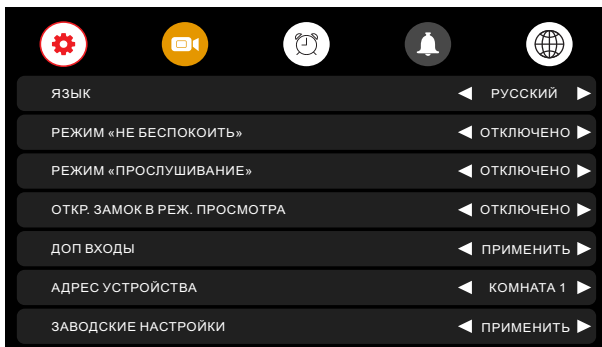 ЯЗЫК РУССКИЙ
РЕЖИМ «НЕ БЕСПОКОИТЬ» ОТКЛЮЧЕНО
РЕЖИМ «ПРОСЛУШИВАНИЕ» ОТКЛЮЧЕНО
ОТКР. ЗАМОК В РЕЖ. ПРОСМОТРА ОТКЛЮЧЕНО
ДОП ВХОДЫ ПРИМЕНИТЬ
АДРЕС УСТРОЙСТВА КОМНАТА 1
ЗАВОДСКИЕ НАСТРОЙКИ ПРИМЕНИТЬ